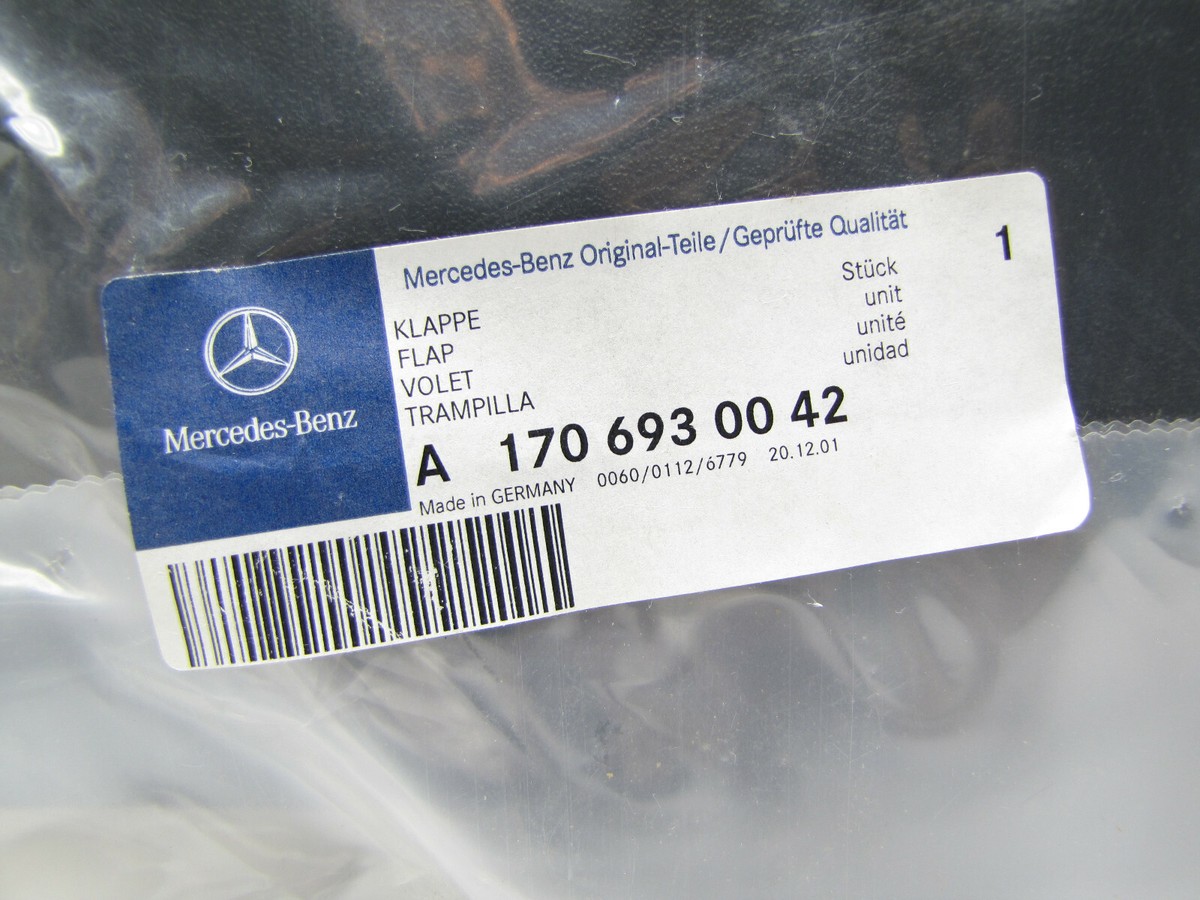 Mercedes-Benz
Mercedes-Benz Original-Teile/Geprüfte Qualität
KLAPPE
FLAP
VOLET
TRAMPILLA
Stück
unit
unité
unidad
1
A 170 693 00 42
Made in GERMANY 0060/0112/6779 20.12.01